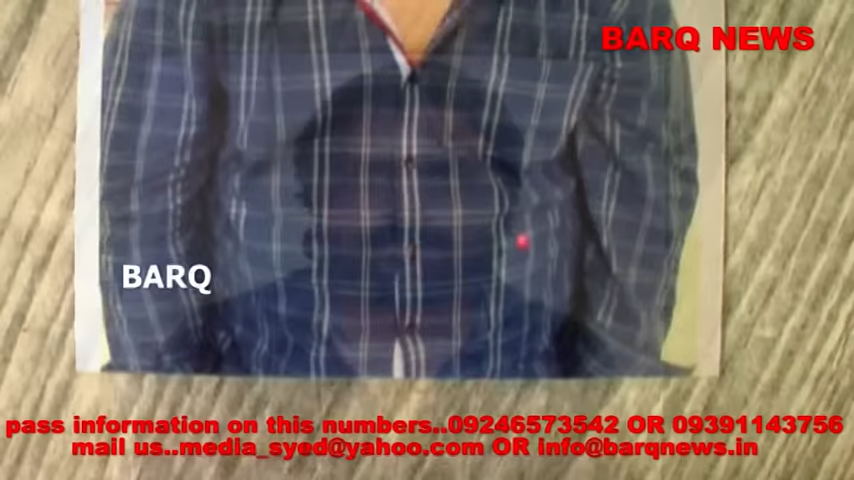 BARQ NEWS
BARQ
pass information on this numbers..09246573542 OR 09391143756
mail us..media_syed@yahoo.com OR info@barqnews.in